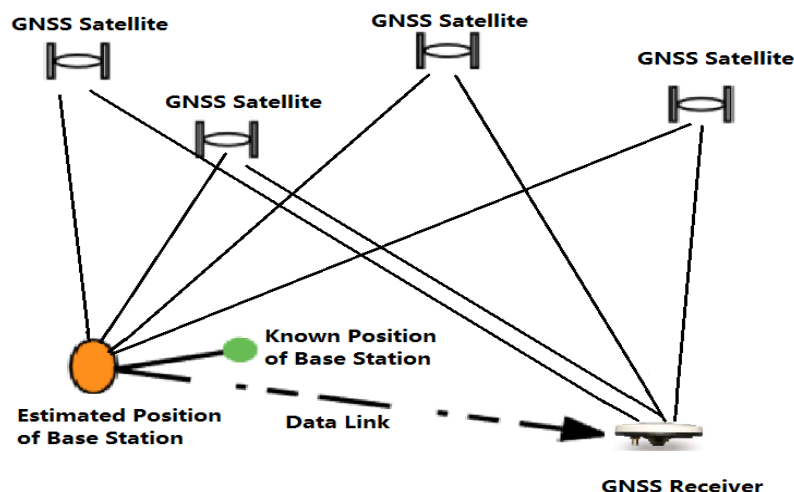 GNSS Satellite
GNSS Satellite
GNSS Satellite
GNSS Satellite
Known Position
of Base Station
Estimated Position
of Base Station
Data Link
GNSS Receiver